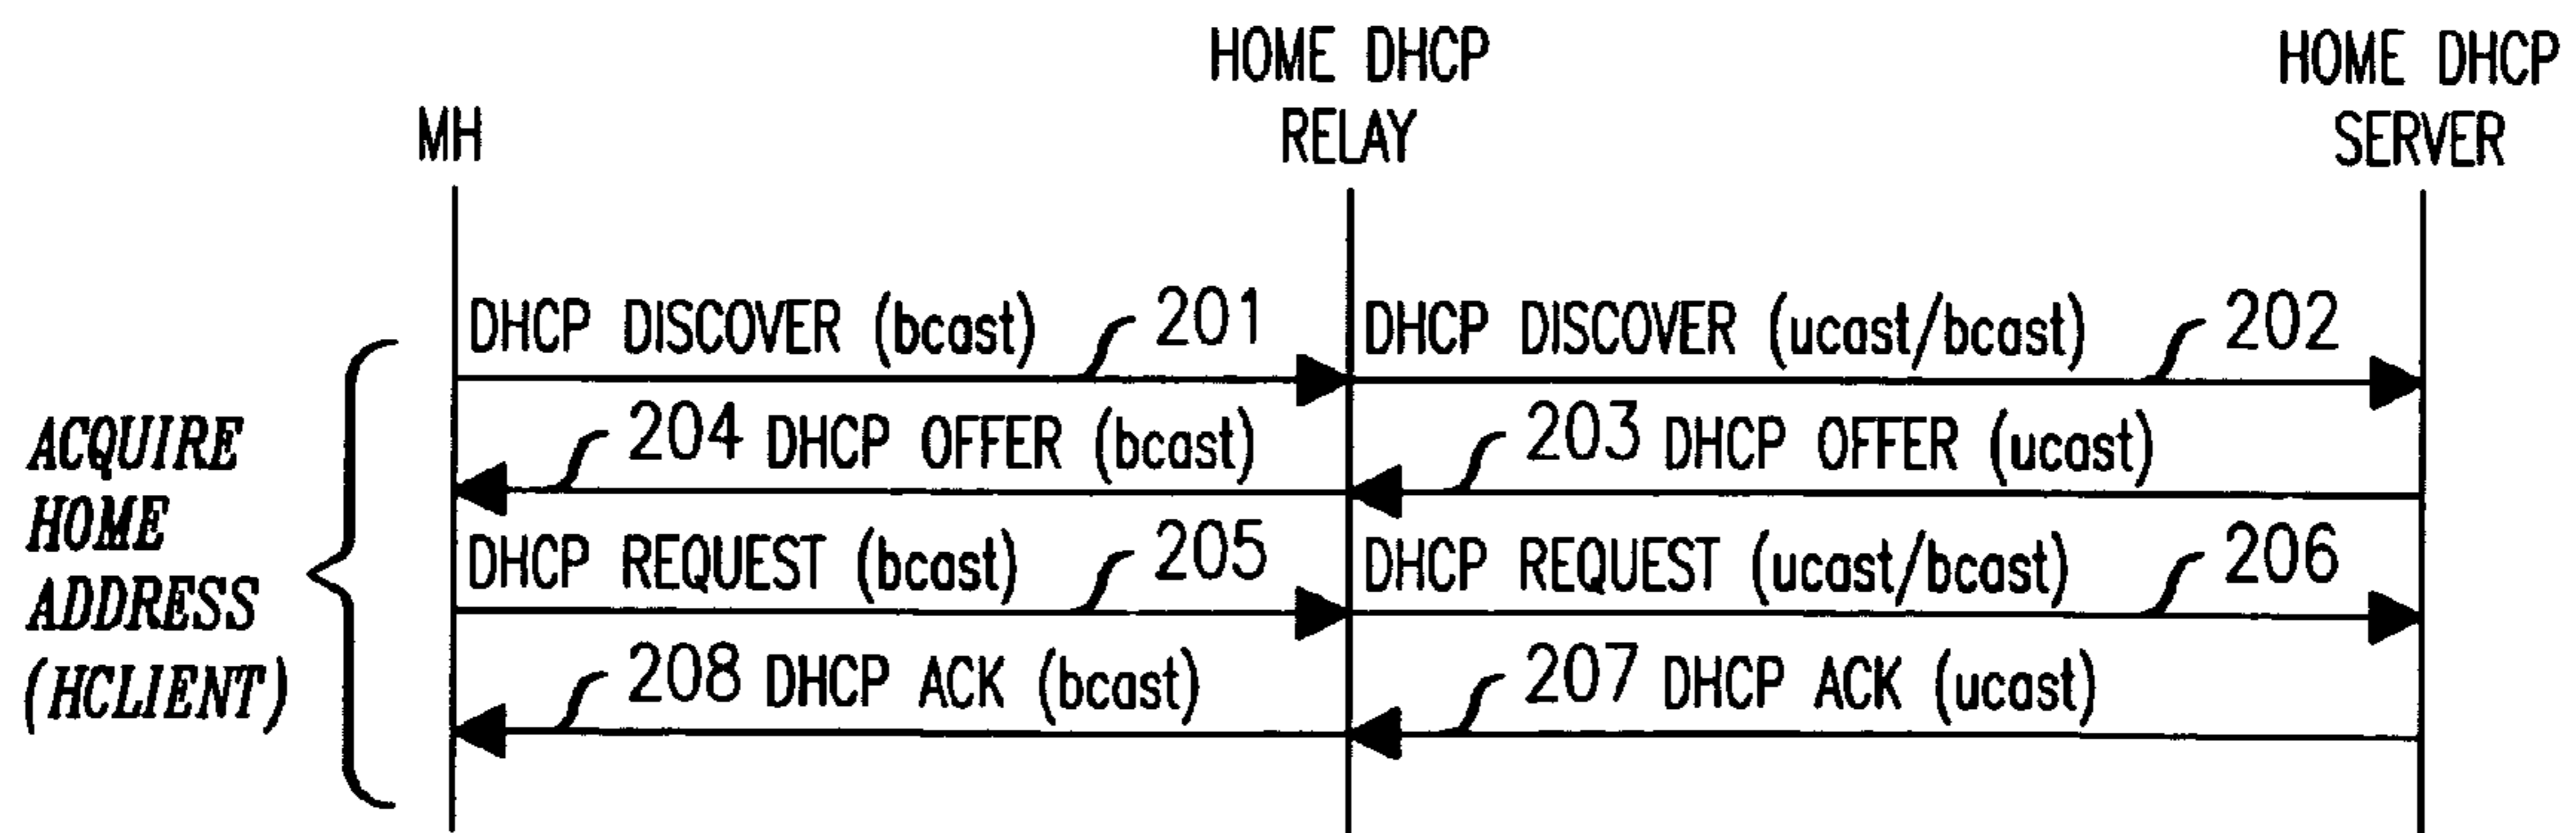 MH
HOME DHCP
RELAY
HOME DHCP
SERVER
DHCP DISCOVER (bcast) 201
DHCP DISCOVER (ucast/bcast) 202
204 DHCP OFFER (bcast)
203 DHCP OFFER (ucast)
DHCP REQUEST (bcast) 205
DHCP REQUEST (ucast/bcast) 206
208 DHCP ACK (bcast)
207 DHCP ACK (ucast)
ACQUIRE
HOME
ADDRESS
(HCLIENT)